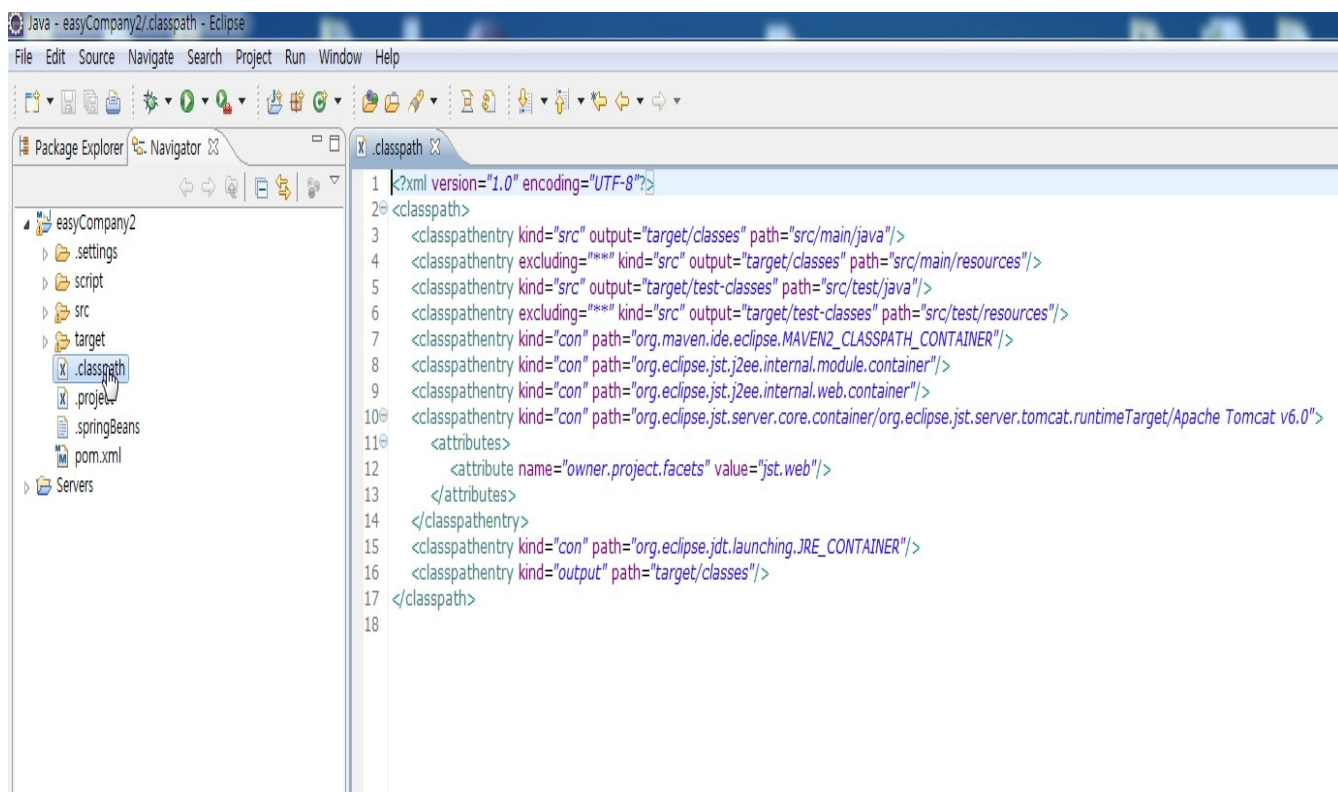 Java - easyCompany2/.classpath - Eclipse
File Edit Source Navigate Search Project Run Window Help
Package Explorer Navigator
.classpath
easyCompany2
.settings
script
src
target
.classpath
.project
.springBeans
pom.xml
Servers
1 <?xml version="1.0" encoding="UTF-8"?>
2 <classpath>
3 <classpathentry kind="src" output="target/classes" path="src/main/java"/>
4 <classpathentry excluding="**" kind="src" output="target/classes" path="src/main/resources"/>
5 <classpathentry kind="src" output="target/test-classes" path="src/test/java"/>
6 <classpathentry excluding="**" kind="src" output="target/test-classes" path="src/test/resources"/>
7 <classpathentry kind="con" path="org.maven.ide.eclipse.MAVEN2_CLASSPATH_CONTAINER"/>
8 <classpathentry kind="con" path="org.eclipse.jst.j2ee.internal.module.container"/>
9 <classpathentry kind="con" path="org.eclipse.jst.j2ee.internal.web.container"/>
10 <classpathentry kind="con" path="org.eclipse.jst.server.core.container/org.eclipse.jst.server.tomcat.runtimeTarget/Apache Tomcat v6.0">
11 <attributes>
12 <attribute name="owner.project.facets" value="jst.web"/>
13 </attributes>
14 </classpathentry>
15 <classpathentry kind="con" path="org.eclipse.jdt.launching.JRE_CONTAINER"/>
16 <classpathentry kind="output" path="target/classes"/>
17 </classpath>
18